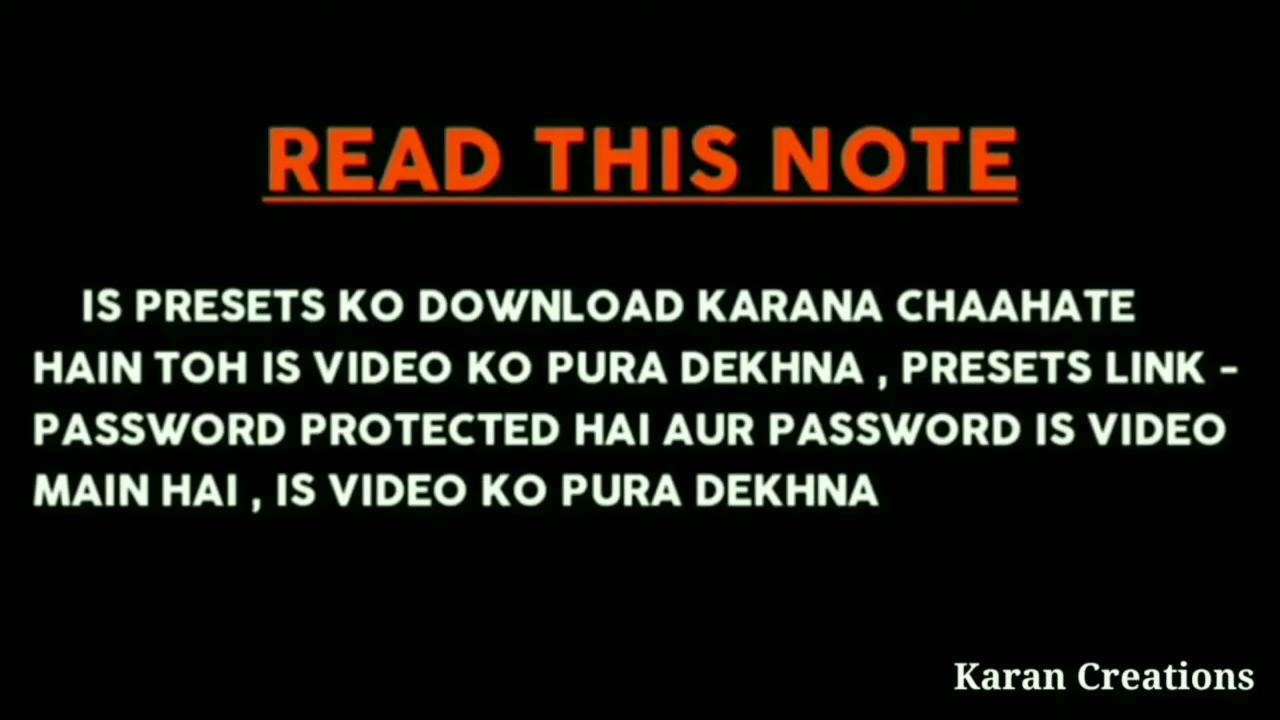 READ THIS NOTE
IS PRESETS KO DOWNLOAD KARANA CHAAHATE
HAIN TOH IS VIDEO KO PURA DEKHNA , PRESETS LINK -
PASSWORD PROTECTED HAI AUR PASSWORD IS VIDEO
MAIN HAI , IS VIDEO KO PURA DEKHNA
Karan Creations